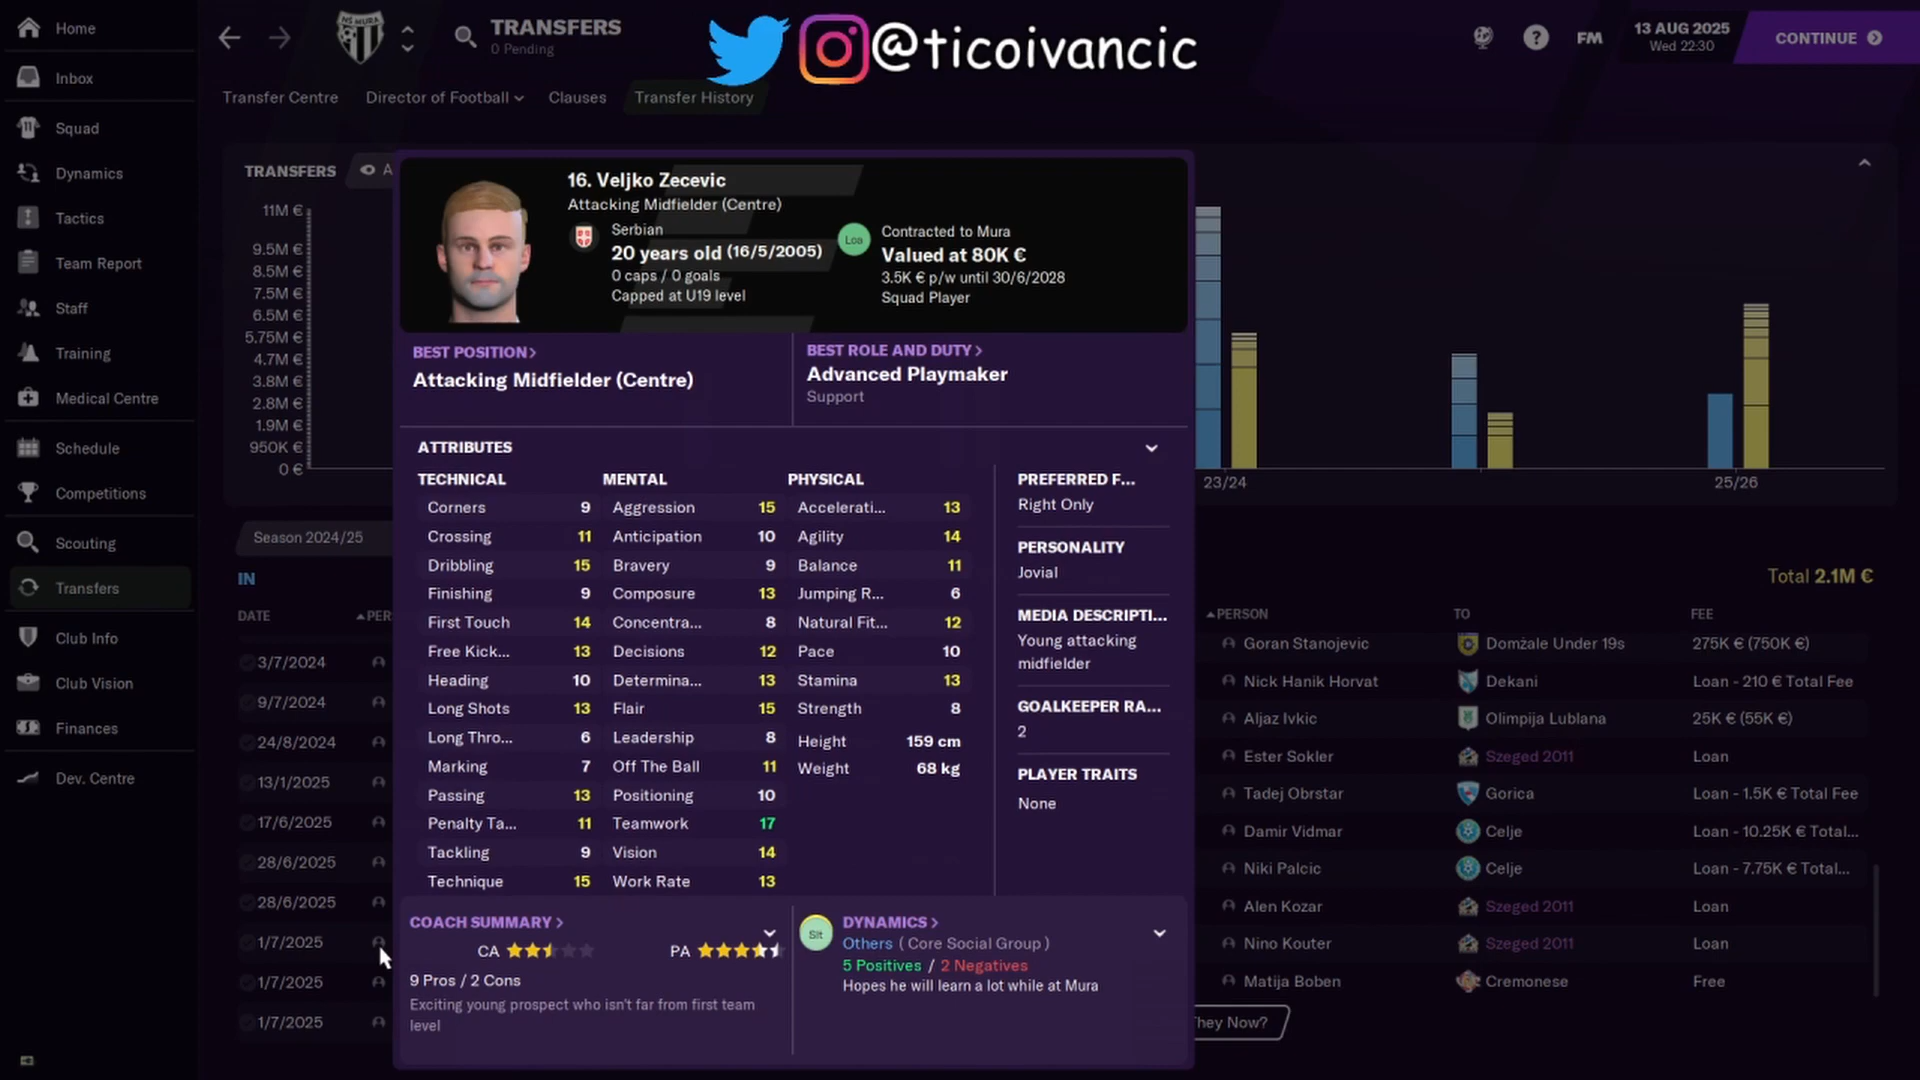 Home
Inbox
Squad
Dynamics
Tactics
Team Report
Staff
Training
Medical Centre
Schedule
Competitions
Scouting
Transfers
Club Info
Club Vision
Finances
Dev. Centre
NŠ MURA
TRANSFERS
0 Pending
@ticoivancic
FM
13 AUG 2025
Wed 22:30
CONTINUE
Transfer Centre
Director of Football
Clauses
Transfer History
TRANSFERS
A
11M €
9.5M €
8.5M €
7.5M €
6.5M €
5.75M €
4.7M €
3.8M €
2.8M €
1.9M €
950K €
0 €
23/24
25/26
Season 2024/25
IN
DATE
PER
3/7/2024
9/7/2024
24/8/2024
13/1/2025
17/6/2025
28/6/2025
28/6/2025
1/7/2025
1/7/2025
1/7/2025
16. Veljko Zecevic
Attacking Midfielder (Centre)
Serbian
20 years old (16/5/2005)
0 caps / 0 goals
Capped at U19 level
Loa
Contracted to Mura
Valued at 80K €
3.5K € p/w until 30/6/2028
Squad Player
BEST POSITION
Attacking Midfielder (Centre)
BEST ROLE AND DUTY
Advanced Playmaker
Support
ATTRIBUTES
TECHNICAL
Corners 9
Crossing 11
Dribbling 15
Finishing 9
First Touch 14
Free Kick... 13
Heading 10
Long Shots 13
Long Thro... 6
Marking 7
Passing 13
Penalty Ta... 11
Tackling 9
Technique 15
MENTAL
Aggression 15
Anticipation 10
Bravery 9
Composure 13
Concentra... 8
Decisions 12
Determina... 13
Flair 15
Leadership 8
Off The Ball 11
Positioning 10
Teamwork 17
Vision 14
Work Rate 13
PHYSICAL
Accelerati... 13
Agility 14
Balance 11
Jumping R... 6
Natural Fit... 12
Pace 10
Stamina 13
Strength 8
Height 159 cm
Weight 68 kg
PREFERRED F...
Right Only
PERSONALITY
Jovial
MEDIA DESCRIPTI...
Young attacking
midfielder
GOALKEEPER RA...
2
PLAYER TRAITS
None
COACH SUMMARY
CA
PA
9 Pros / 2 Cons
Exciting young prospect who isn't far from first team
level
Slt
DYNAMICS
Others ( Core Social Group )
5 Positives / 2 Negatives
Hopes he will learn a lot while at Mura
Total 2.1M €
PERSON TO FEE
Goran Stanojevic Domžale Under 19s 275K € (750K €)
Nick Hanik Horvat Dekani Loan - 210 € Total Fee
Aljaz Ivkic Olimpija Lublana 25K € (55K €)
Ester Sokler Szeged 2011 Loan
Tadej Obrstar Gorica Loan - 1.5K € Total Fee
Damir Vidmar Celje Loan - 10.25K € Total...
Niki Palcic Celje Loan - 7.75K € Total...
Alen Kozar Szeged 2011 Loan
Nino Kouter Szeged 2011 Loan
Matija Boben Cremonese Free
They Now?